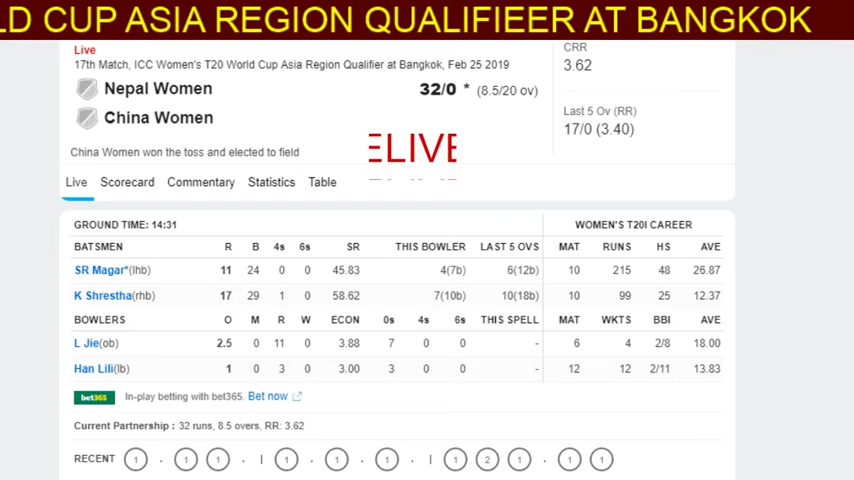 LD CUP ASIA REGION QUALIFIEER AT BANGKOK
Live
17th Match, ICC Women's T20 World Cup Asia Region Qualifier at Bangkok, Feb 25 2019
Nepal Women 32/0 * (8.5/20 ov)
China Women
China Women won the toss and elected to field
CRR
3.62
Last 5 Ov (RR)
17/0 (3.40)
ELIVE
Live Scorecard Commentary Statistics Table
GROUND TIME: 14:31 WOMEN'S T20I CAREER
BATSMEN R B 4s 6s SR THIS BOWLER LAST 5 OVS MAT RUNS HS AVE
SR Magar*(lhb) 11 24 0 0 45.83 4(7b) 6(12b) 10 215 48 26.87
K Shrestha(rhb) 17 29 1 0 58.62 7(10b) 10(18b) 10 99 25 12.37
BOWLERS O M R W ECON 0s 4s 6s THIS SPELL MAT WKTS BBI AVE
L Jie(ob) 2.5 0 11 0 3.88 7 0 0 - 6 4 2/8 18.00
Han Lili(lb) 1 0 3 0 3.00 3 0 0 - 12 12 2/11 13.83
bet365 In-play betting with bet365. Bet now
Current Partnership : 32 runs, 8.5 overs, RR: 3.62
RECENT 1 . 1 1 . | 1 . 1 . 1 . | 1 2 1 . 1 1